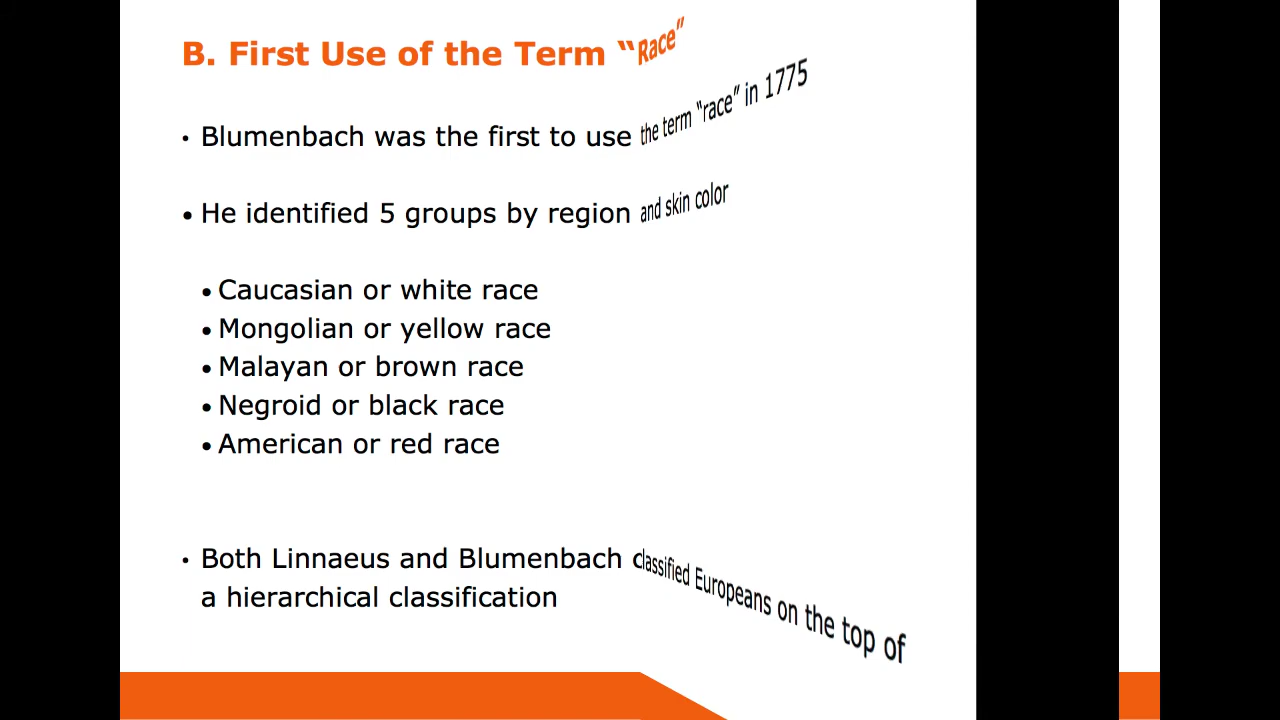 B. First Use of the Term “Race”
• Blumenbach was the first to use the term “race” in 1775
• He identified 5 groups by region and skin color
• Caucasian or white race
• Mongolian or yellow race
• Malayan or brown race
• Negroid or black race
• American or red race
• Both Linnaeus and Blumenbach classified Europeans on the top of
a hierarchical classification